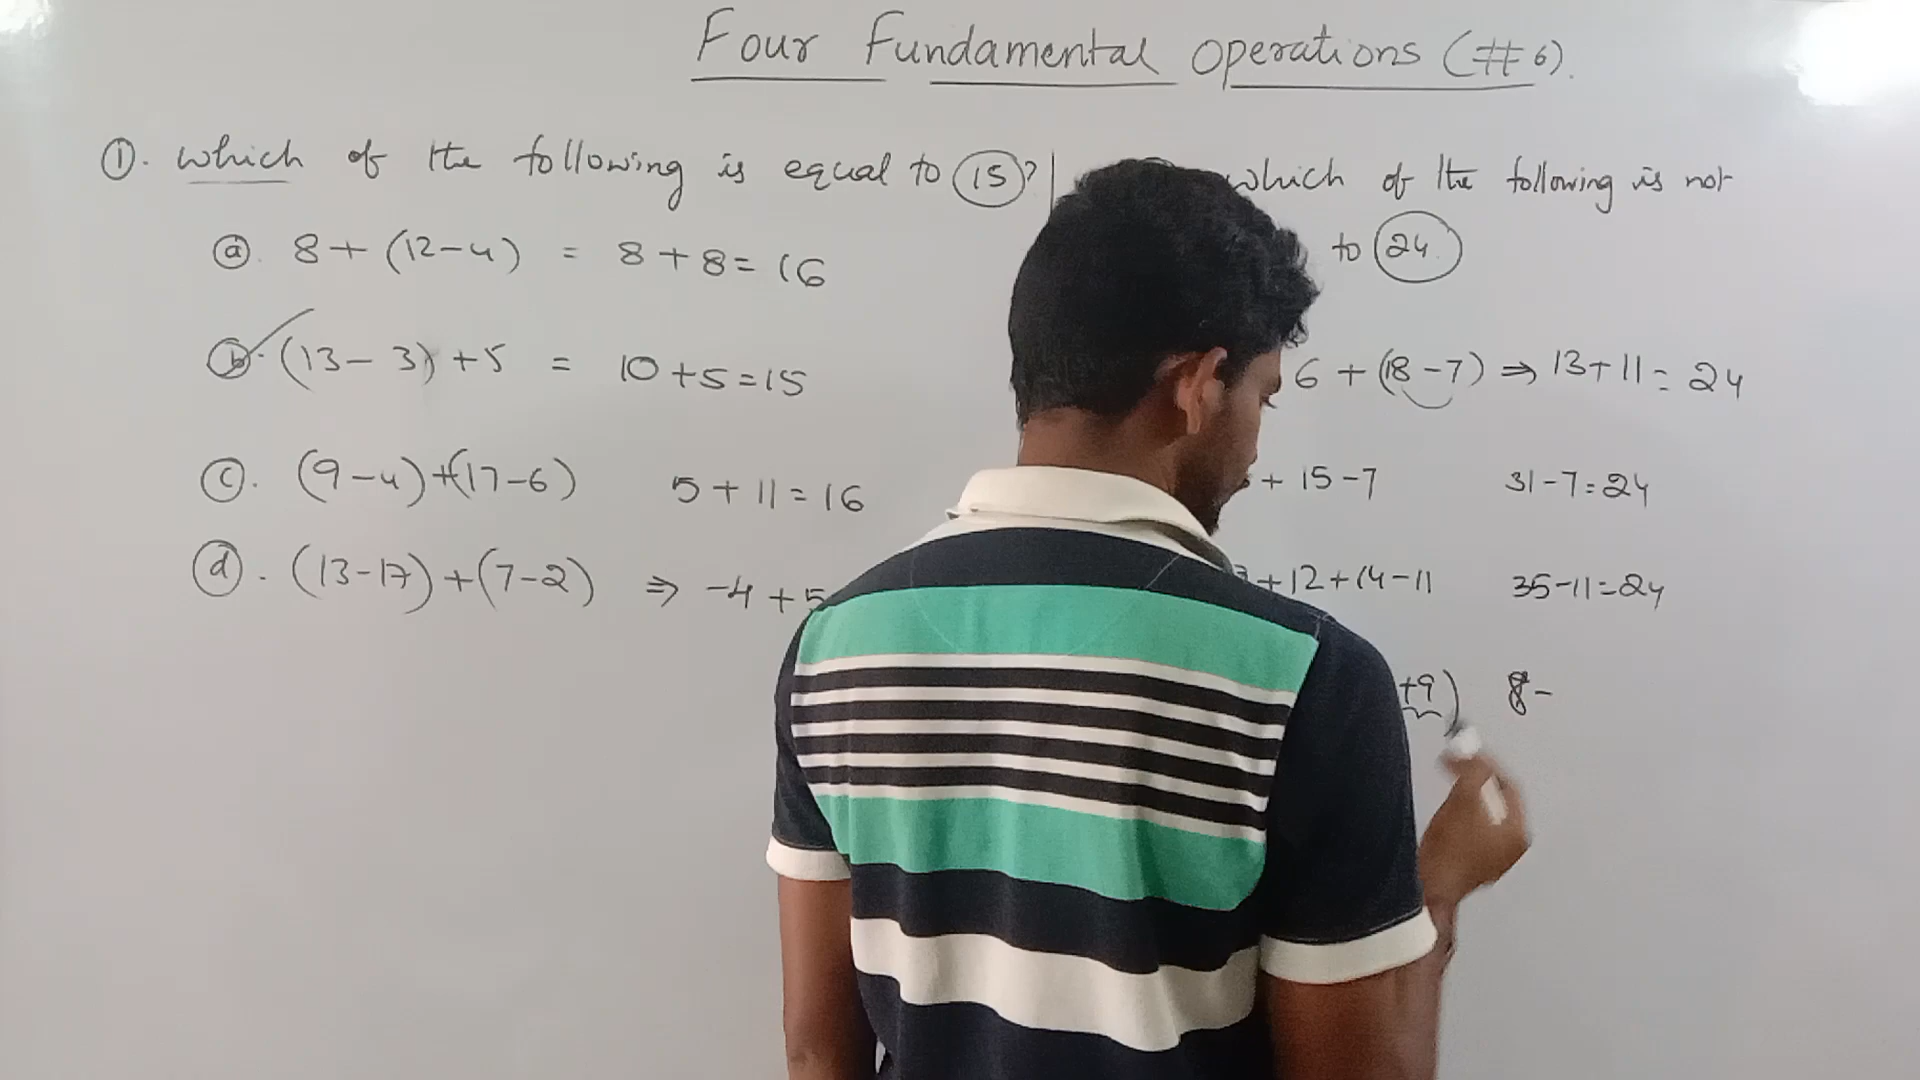 Four Fundamental Operations (#6).
①. which of the following is equal to 15?
ⓐ. 8 + (12-4) = 8 + 8 = 16
ⓑ. (13 - 3) + 5 = 10 + 5 = 15
ⓒ. (9-4)+(17-6) 5 + 11 = 16
ⓓ. (13-17)+(7-2) ⇒ -4 + 5
which of the following is not
to 24.
6 + (18-7) ⇒ 13 + 11 = 24
+ 15 - 7 31 - 7 = 24
+ 12 + 14 - 11 35 - 11 = 24
+9) 8 -